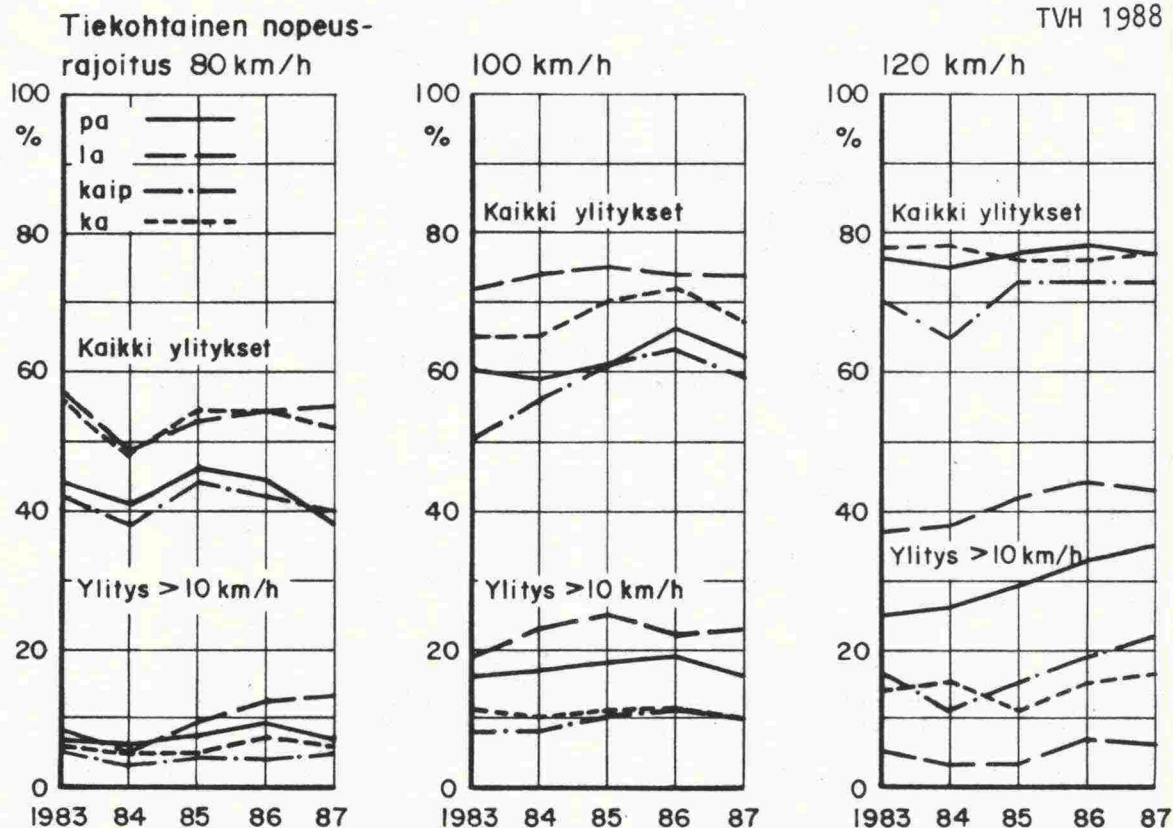 TVH 1988
Tiekohtainen nopeus-
rajoitus 80 km/h
100
%
80
60
40
20
0
pa
la
kaip
ka
Kaikki ylitykset
Ylitys > 10 km/h
1983 84 85 86 87
100 km/h
100
%
80
60
40
20
0
Kaikki ylitykset
Ylitys > 10 km/h
1983 84 85 86 87
120 km/h
100
%
80
60
40
20
0
Kaikki ylitykset
Ylitys > 10 km/h
1983 84 85 86 87